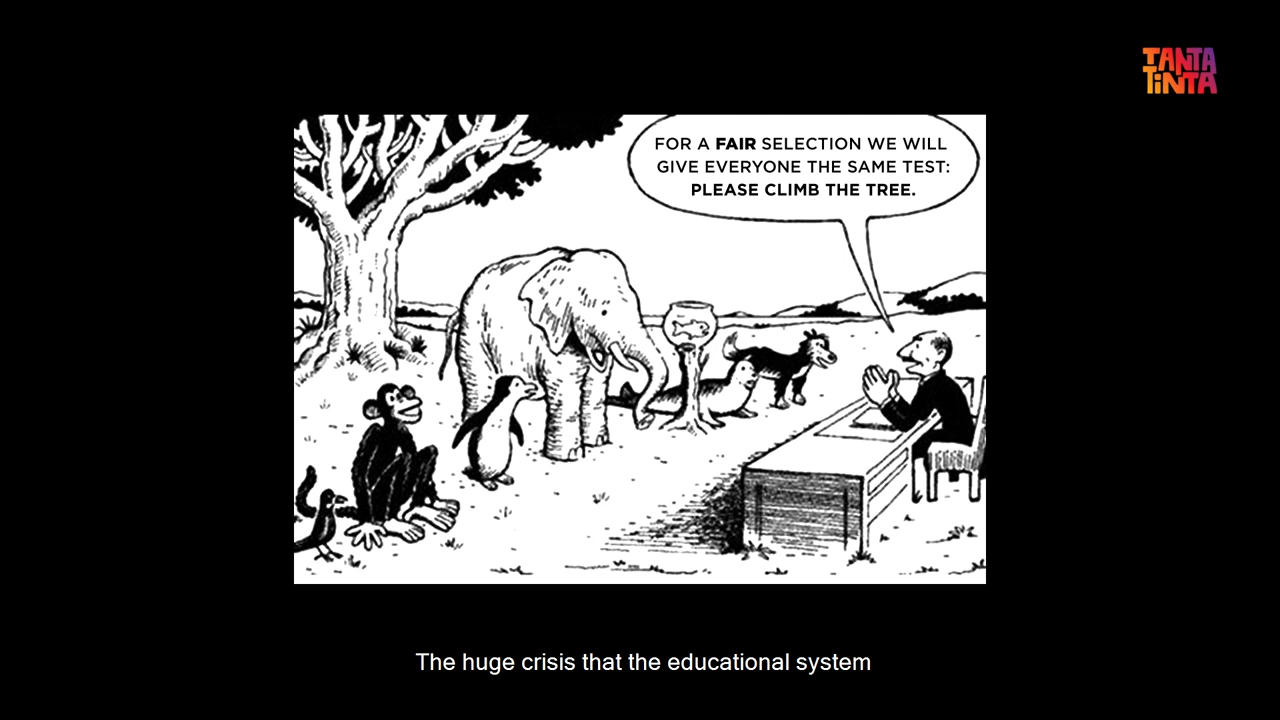 TANTA
TiNTA
FOR A FAIR SELECTION WE WILL
GIVE EVERYONE THE SAME TEST:
PLEASE CLIMB THE TREE.
The huge crisis that the educational system